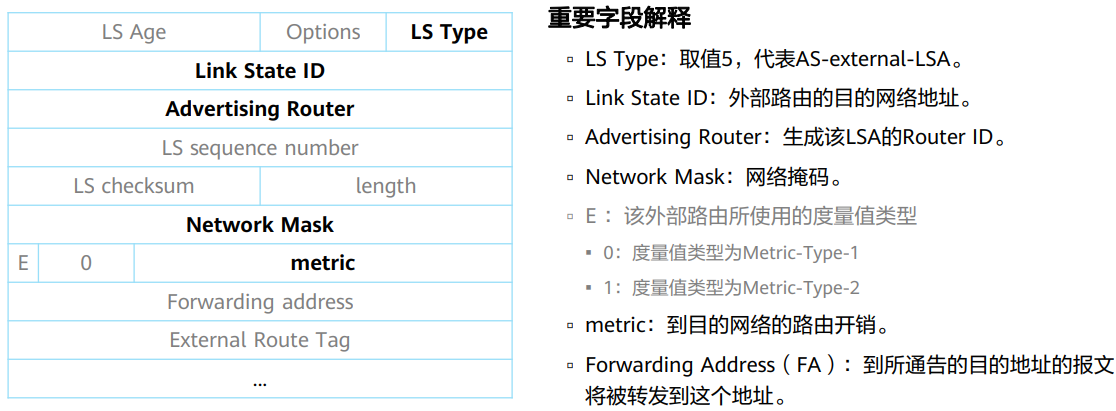 LS Age Options LS Type
Link State ID
Advertising Router
LS sequence number
LS checksum length
Network Mask
E 0 metric
Forwarding address
External Route Tag
...
重要字段解释
LS Type：取值5，代表AS-external-LSA。
Link State ID：外部路由的目的网络地址。
Advertising Router：生成该LSA的Router ID。
Network Mask：网络掩码。
E ：该外部路由所使用的度量值类型
0：度量值类型为Metric-Type-1
1：度量值类型为Metric-Type-2
metric：到目的网络的路由开销。
Forwarding Address（FA）：到所通告的目的地址的报文
将被转发到这个地址。